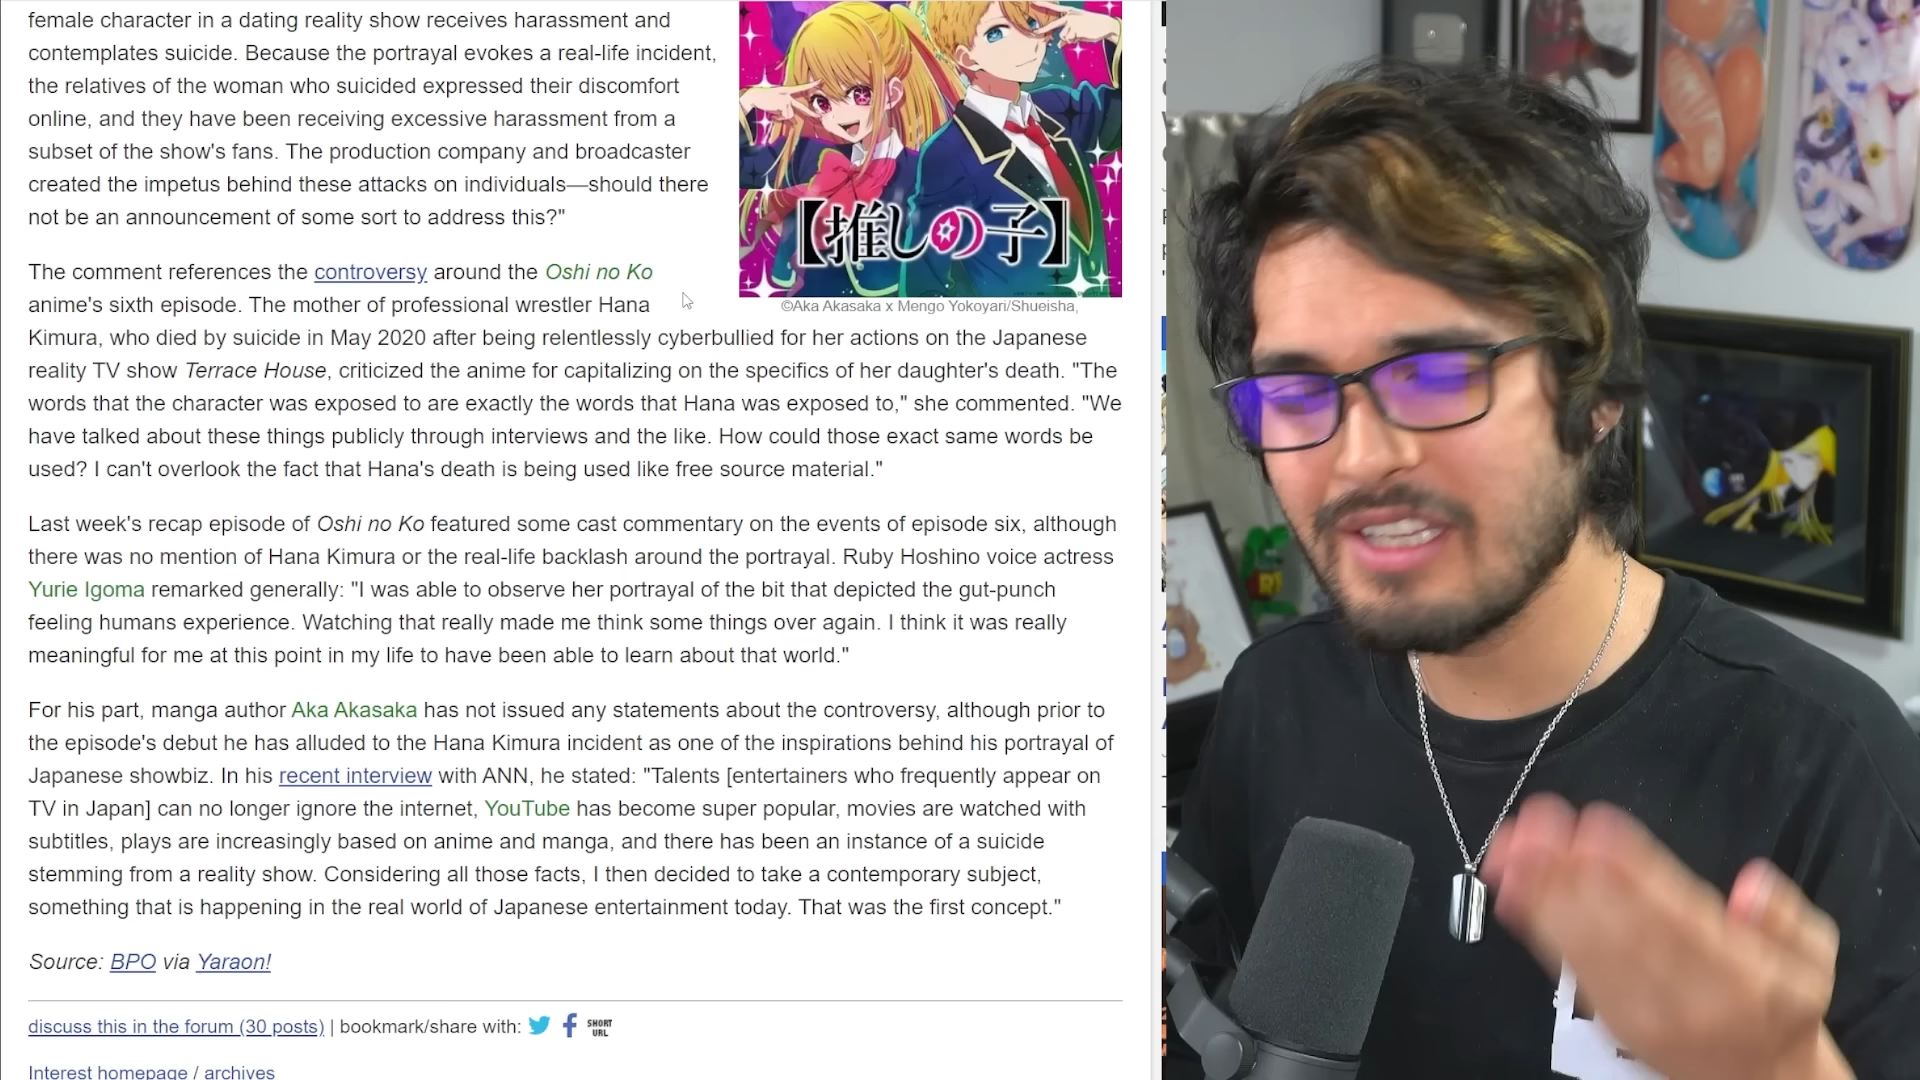 female character in a dating reality show receives harassment and
contemplates suicide. Because the portrayal evokes a real-life incident,
the relatives of the woman who suicided expressed their discomfort
online, and they have been receiving excessive harassment from a
subset of the show's fans. The production company and broadcaster
created the impetus behind these attacks on individuals—should there
not be an announcement of some sort to address this?"
【推しの子】
©Aka Akasaka x Mengo Yokoyari/Shueisha,
The comment references the controversy around the Oshi no Ko
anime's sixth episode. The mother of professional wrestler Hana
Kimura, who died by suicide in May 2020 after being relentlessly cyberbullied for her actions on the Japanese
reality TV show Terrace House, criticized the anime for capitalizing on the specifics of her daughter's death. "The
words that the character was exposed to are exactly the words that Hana was exposed to," she commented. "We
have talked about these things publicly through interviews and the like. How could those exact same words be
used? I can't overlook the fact that Hana's death is being used like free source material."
Last week's recap episode of Oshi no Ko featured some cast commentary on the events of episode six, although
there was no mention of Hana Kimura or the real-life backlash around the portrayal. Ruby Hoshino voice actress
Yurie Igoma remarked generally: "I was able to observe her portrayal of the bit that depicted the gut-punch
feeling humans experience. Watching that really made me think some things over again. I think it was really
meaningful for me at this point in my life to have been able to learn about that world."
For his part, manga author Aka Akasaka has not issued any statements about the controversy, although prior to
the episode's debut he has alluded to the Hana Kimura incident as one of the inspirations behind his portrayal of
Japanese showbiz. In his recent interview with ANN, he stated: "Talents [entertainers who frequently appear on
TV in Japan] can no longer ignore the internet, YouTube has become super popular, movies are watched with
subtitles, plays are increasingly based on anime and manga, and there has been an instance of a suicide
stemming from a reality show. Considering all those facts, I then decided to take a contemporary subject,
something that is happening in the real world of Japanese entertainment today. That was the first concept."
Source: BPO via Yaraon!
discuss this in the forum (30 posts) | bookmark/share with: SHORT
URL
Interest homepage / archives